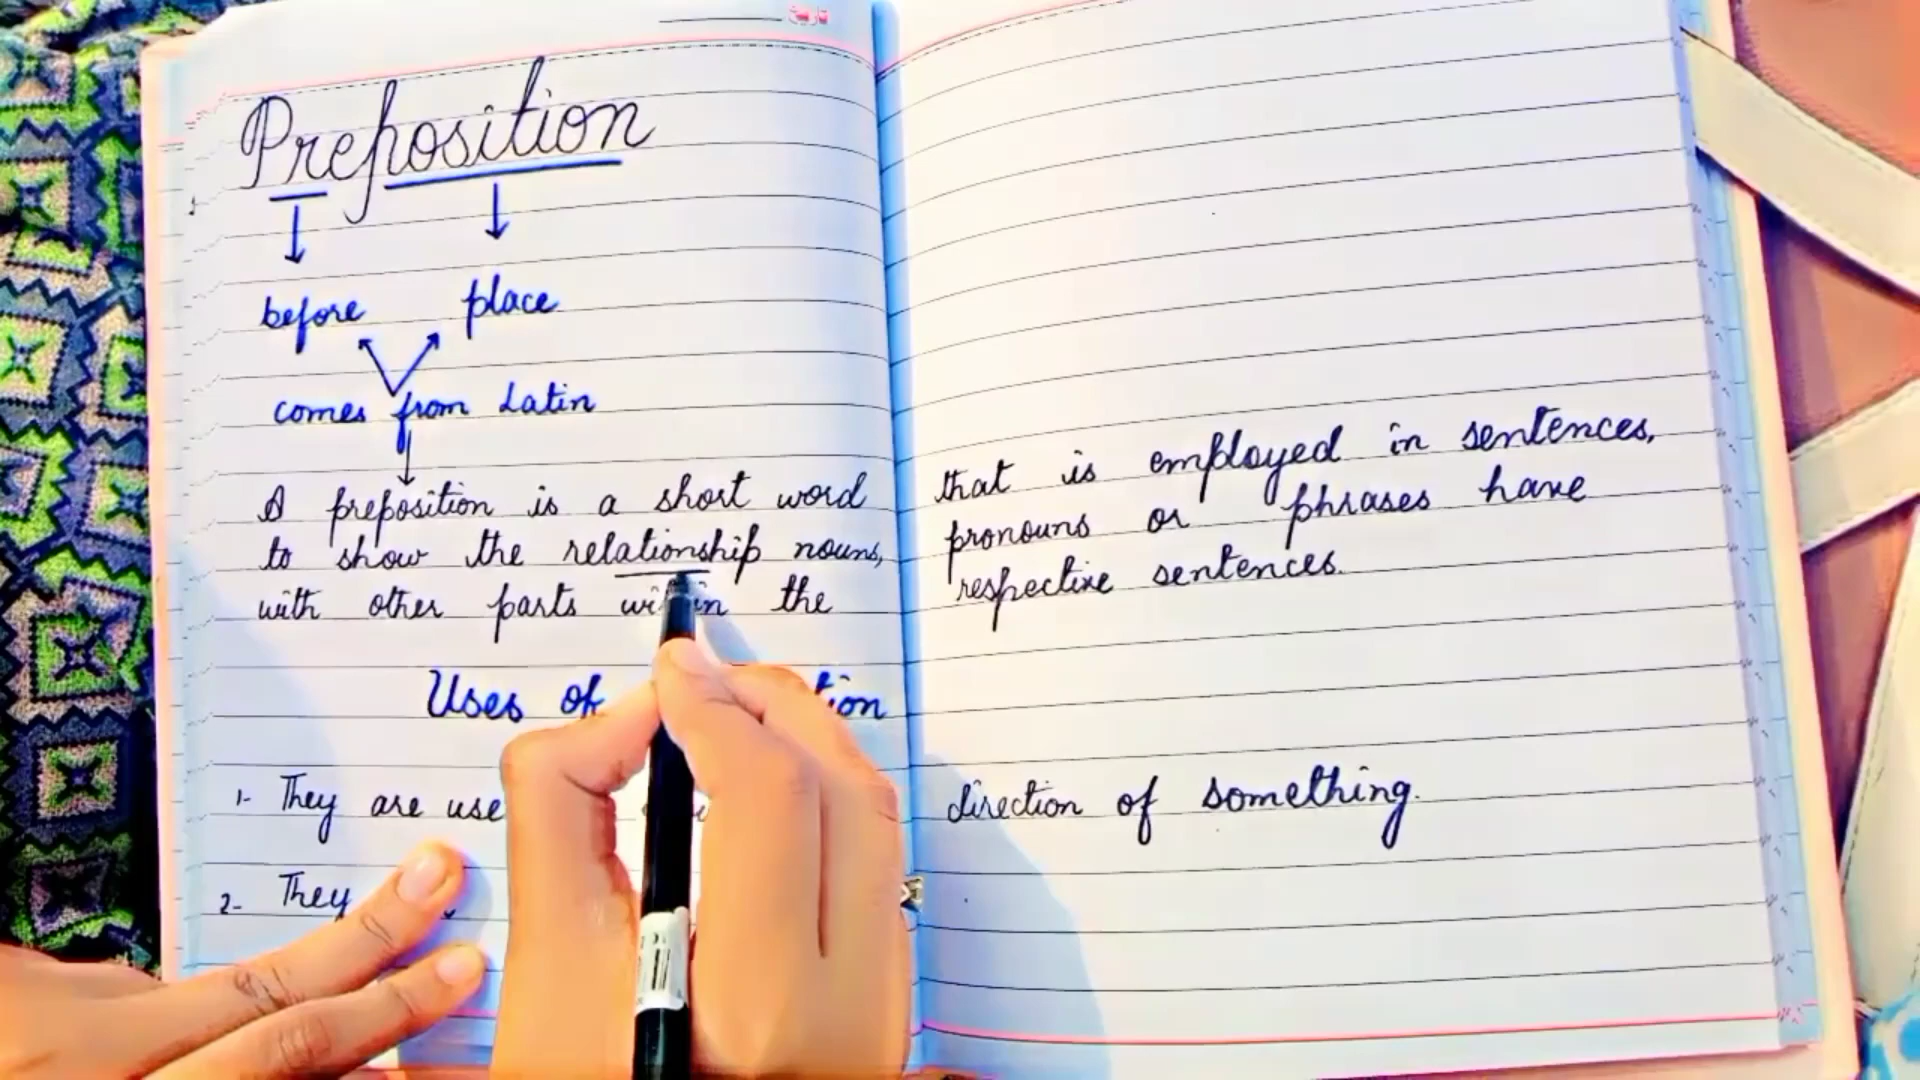 Preposition
before place
comes from Latin
A preposition is a short word that is employed in sentences,
to show the relationship nouns, pronouns or phrases have
with other parts within the respective sentences.
Uses of
1- They are direction of something.
2- They